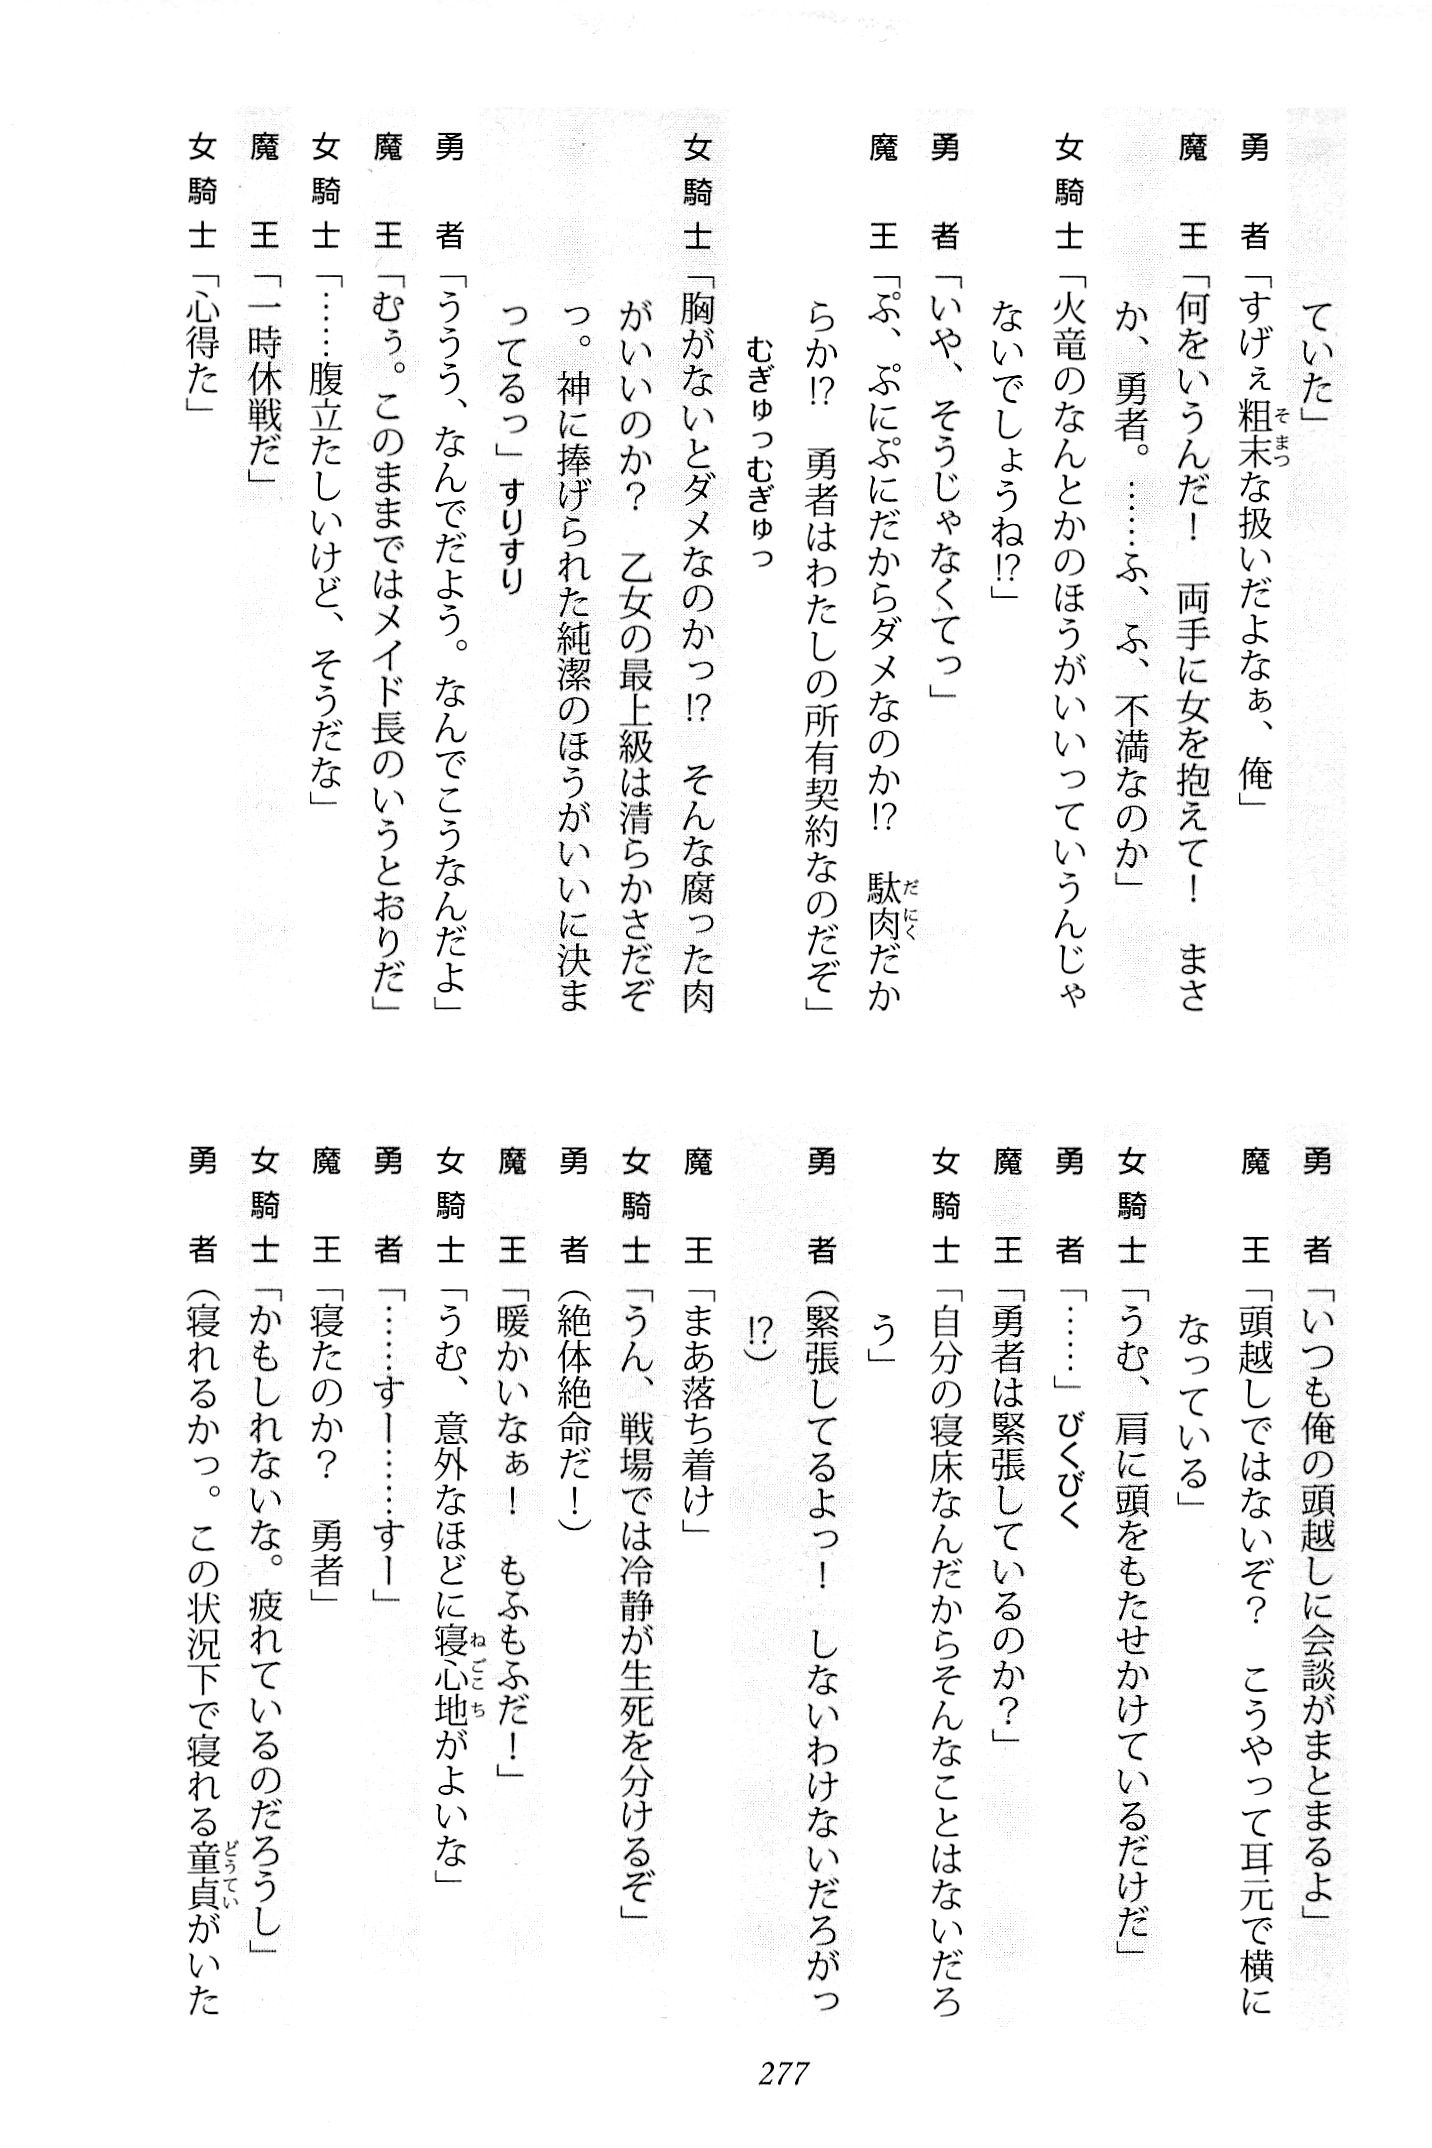 ていた」
勇　者「すげぇ粗末な扱いだよなぁ、俺」
魔　王「何をいうんだ！　両手に女を抱えて！　まさ
か、勇者。……ふ、ふ、不満なのか」
女騎士「火竜のなんとかのほうがいいっていうんじゃ
ないでしょうね!?」
勇　者「いや、そうじゃなくてっ」
魔　王「ぷ、ぷにぷにだからダメなのか!?　駄肉だか
らか!?　勇者はわたしの所有契約なのだぞ」
むぎゅっむぎゅっ
女騎士「胸がないとダメなのかっ!?　そんな腐った肉
がいいのか？　乙女の最上級は清らかさだぞ
っ。神に捧げられた純潔のほうがいいに決ま
ってるっ」すりすり
勇　者「ううう、なんでだよう。なんでこうなんだよ」
魔　王「むぅ。このままではメイド長のいうとおりだ」
女騎士「……腹立たしいけど、そうだな」
魔　王「一時休戦だ」
女騎士「心得た」
勇　者「いつも俺の頭越しに会談がまとまるよ」
魔　王「頭越しではないぞ？　こうやって耳元で横に
なっている」
女騎士「うむ、肩に頭をもたせかけているだけだ」
勇　者「……」びくびく
魔　王「勇者は緊張しているのか？」
女騎士「自分の寝床なんだからそんなことはないだろ
う」
勇　者（緊張してるよっ！　しないわけないだろがっ
!?）
魔　王「まあ落ち着け」
女騎士「うん、戦場では冷静が生死を分けるぞ」
勇　者（絶体絶命だ！）
魔　王「暖かいなぁ！　もふもふだ！」
女騎士「うむ、意外なほどに寝心地がよいな」
勇　者「……すー……すー」
魔　王「寝たのか？　勇者」
女騎士「かもしれないな。疲れているのだろうし」
勇　者（寝れるかっ。この状況下で寝れる童貞がいた
277